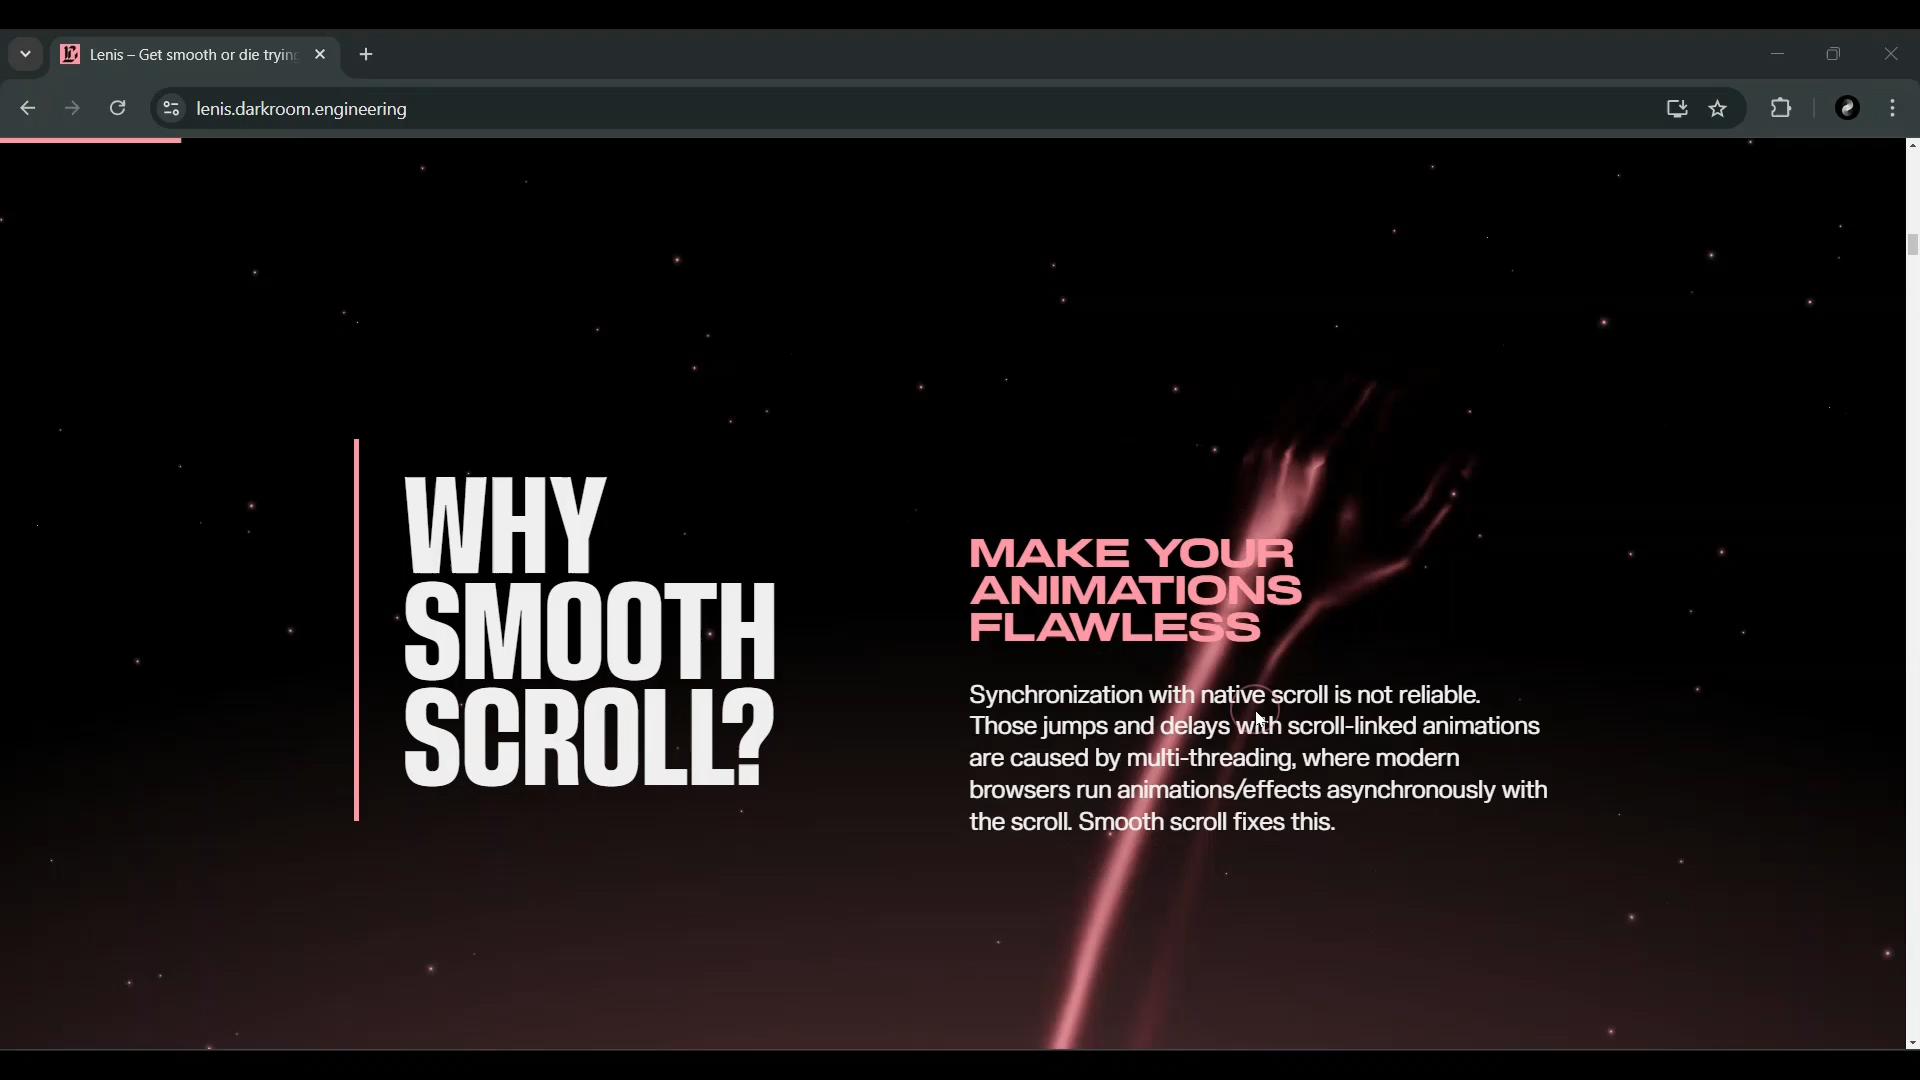 Lenis – Get smooth or die trying
lenis.darkroom.engineering
WHY
SMOOTH
SCROLL?
MAKE YOUR
ANIMATIONS
FLAWLESS
Synchronization with native scroll is not reliable.
Those jumps and delays with scroll-linked animations
are caused by multi-threading, where modern
browsers run animations/effects asynchronously with
the scroll. Smooth scroll fixes this.